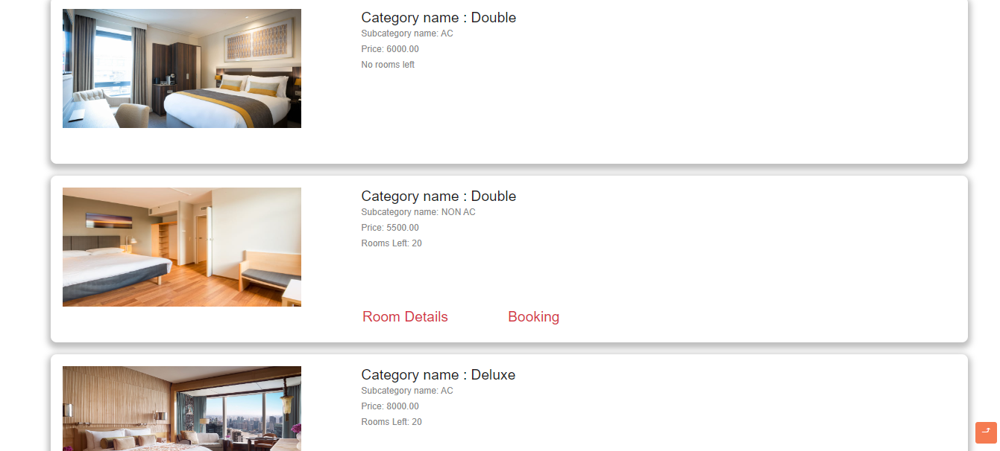 Category name : Double
Subcategory name: AC
Price: 6000.00
No rooms left
Category name : Double
Subcategory name: NON AC
Price: 5500.00
Rooms Left: 20
Room Details Booking
Category name : Deluxe
Subcategory name: AC
Price: 8000.00
Rooms Left: 20